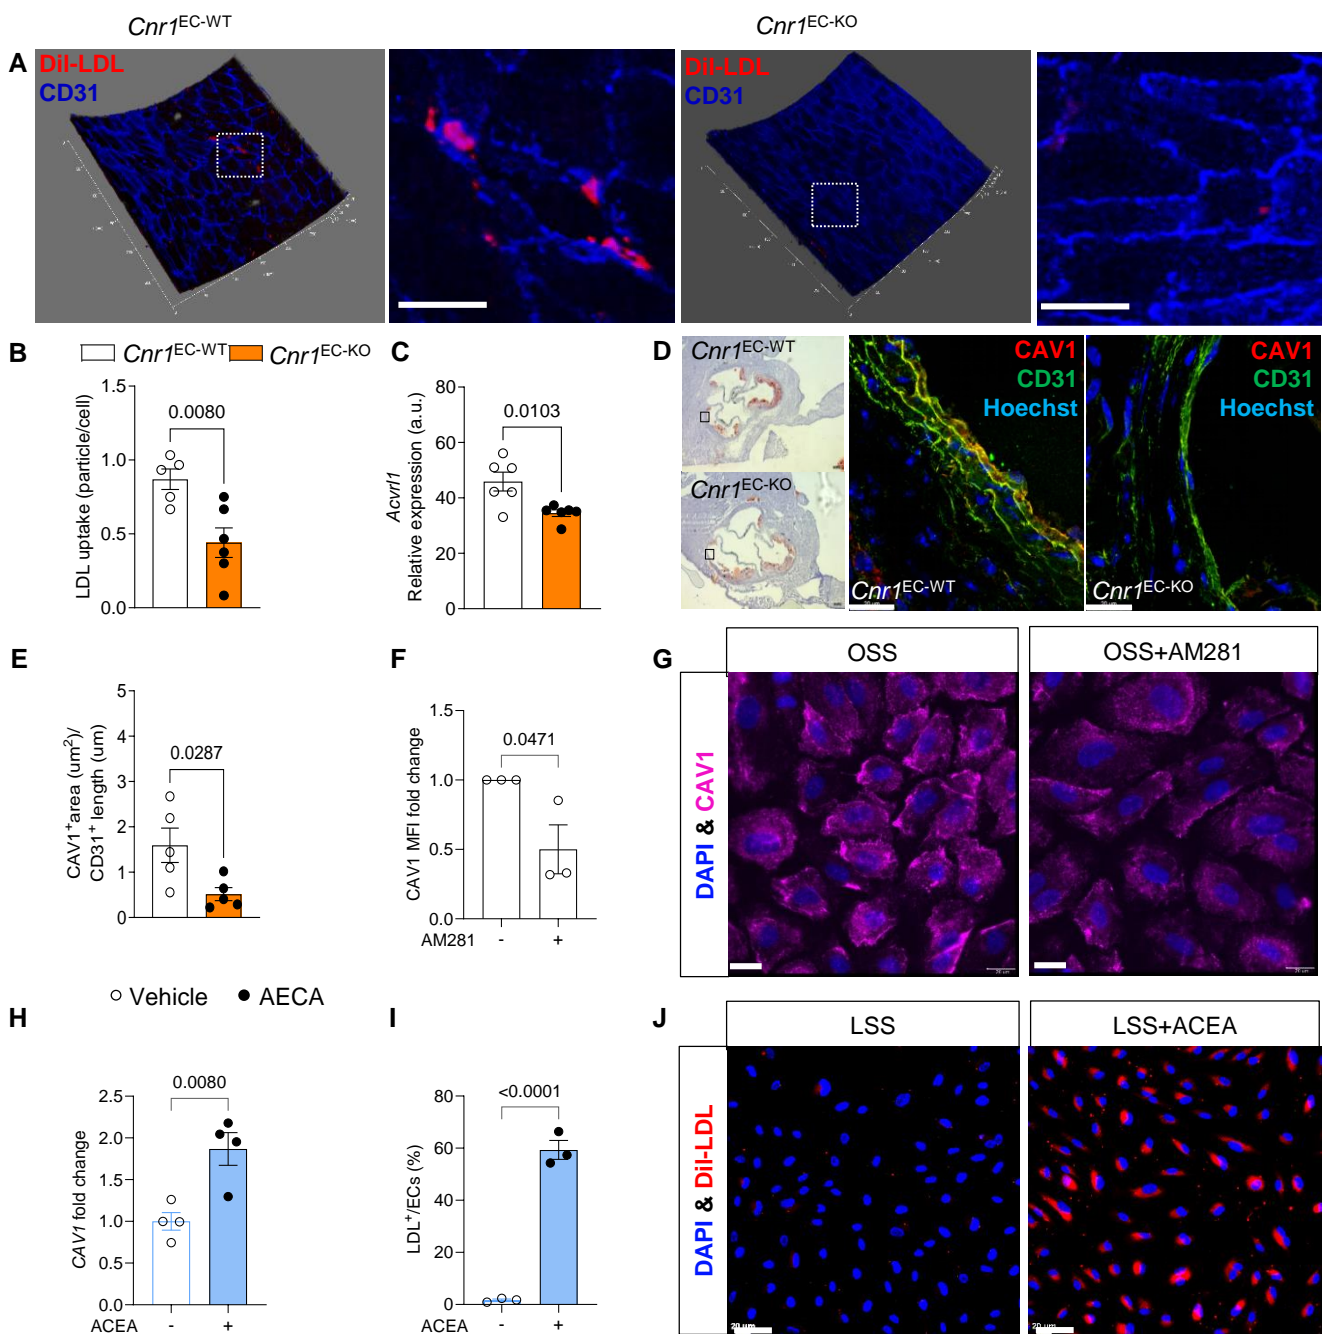 Cnr1EC-WT
Cnr1EC-KO
A
DiI-LDL
CD31
DiI-LDL
CD31
B
Cnr1EC-WT
Cnr1EC-KO
LDL uptake (particle/cell)
1.5
1.0
0.5
0.0
0.0080
C
Acvrl1
Relative expression (a.u.)
80
60
40
20
0
0.0103
D
Cnr1EC-WT
Cnr1EC-KO
CAV1
CD31
Hoechst
Cnr1EC-WT
CAV1
CD31
Hoechst
Cnr1EC-KO
E
CAV1+area (um2)/
CD31+ length (um)
5
4
3
2
1
0
0.0287
F
CAV1 MFI fold change
1.5
1.0
0.5
0.0
0.0471
AM281 - +
G
OSS
OSS+AM281
DAPI & CAV1
Vehicle
AECA
H
CAV1 fold change
2.5
2.0
1.5
1.0
0.5
0.0
0.0080
ACEA - +
I
LDL+/ECs (%)
80
60
40
20
0
<0.0001
ACEA - +
J
LSS
LSS+ACEA
DAPI & DiI-LDL
20 µm
20 µm